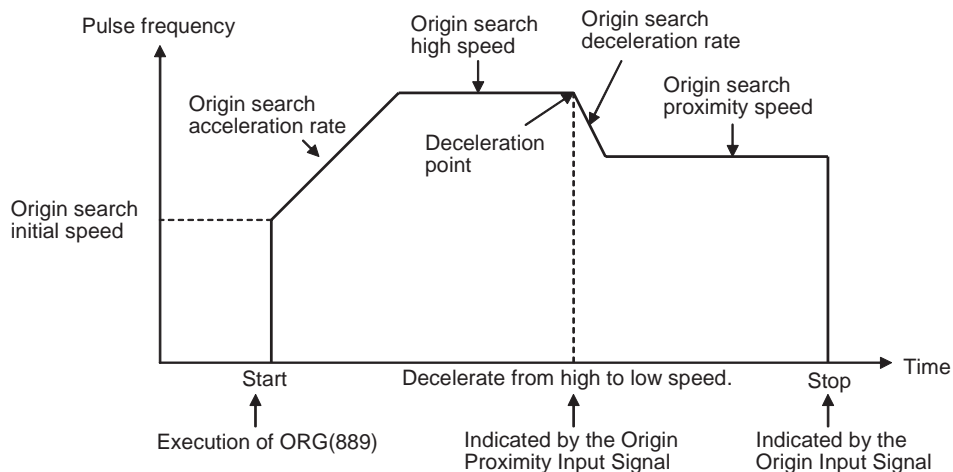 Pulse frequency
Origin search
high speed
Origin search
deceleration rate
Origin search
acceleration rate
Origin search
proximity speed
Deceleration
point
Origin search
initial speed
Time
Start
Decelerate from high to low speed.
Stop
Execution of ORG(889)
Indicated by the Origin
Proximity Input Signal
Indicated by the
Origin Input Signal